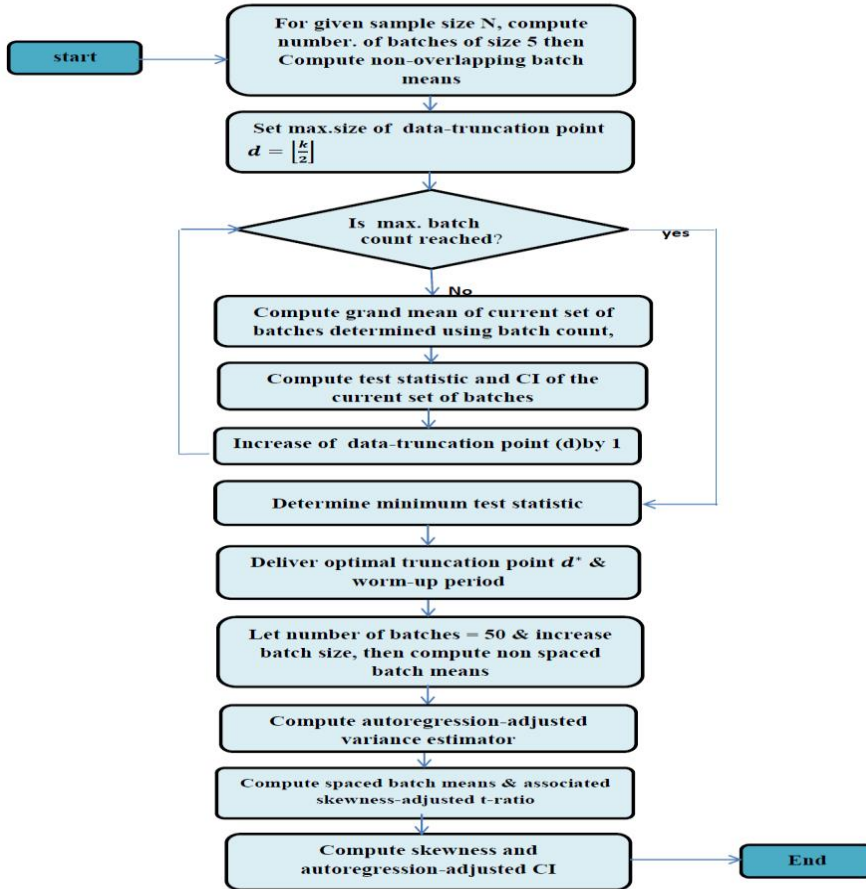 start
For given sample size N, compute
number. of batches of size 5 then
Compute non-overlapping batch
means
Set max.size of data-truncation point
d = ⌊k/2⌋
Is max. batch
count reached?
yes
No
Compute grand mean of current set of
batches determined using batch count,
Compute test statistic and CI of the
current set of batches
Increase of data-truncation point (d)by 1
Determine minimum test statistic
Deliver optimal truncation point d* &
worm-up period
Let number of batches = 50 & increase
batch size, then compute non spaced
batch means
Compute autoregression-adjusted
variance estimator
Compute spaced batch means & associated
skewness-adjusted t-ratio
Compute skewness and
autoregression-adjusted CI
End